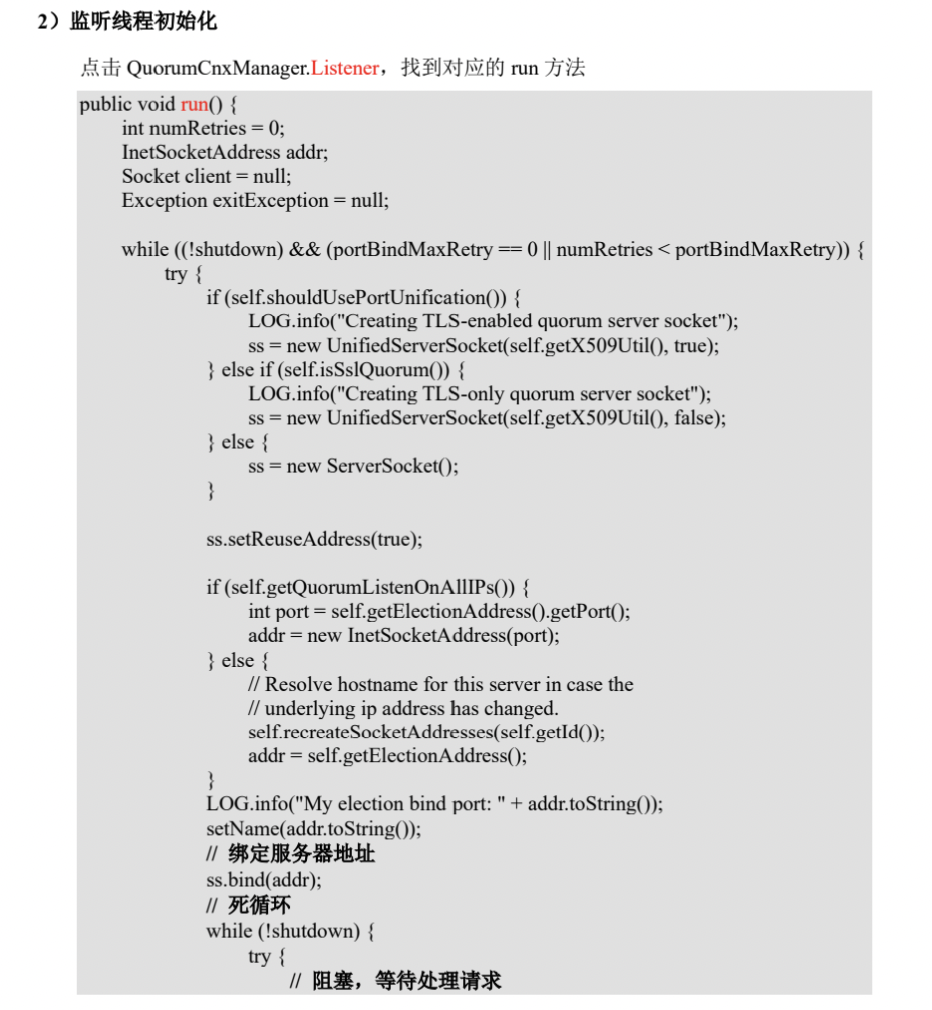 2）监听线程初始化
点击 QuorumCnxManager.Listener，找到对应的 run 方法
public void run() {
int numRetries = 0;
InetSocketAddress addr;
Socket client = null;
Exception exitException = null;
while ((!shutdown) && (portBindMaxRetry == 0 || numRetries < portBindMaxRetry)) {
try {
if (self.shouldUsePortUnification()) {
LOG.info("Creating TLS-enabled quorum server socket");
ss = new UnifiedServerSocket(self.getX509Util(), true);
} else if (self.isSslQuorum()) {
LOG.info("Creating TLS-only quorum server socket");
ss = new UnifiedServerSocket(self.getX509Util(), false);
} else {
ss = new ServerSocket();
}
ss.setReuseAddress(true);
if (self.getQuorumListenOnAllIPs()) {
int port = self.getElectionAddress().getPort();
addr = new InetSocketAddress(port);
} else {
// Resolve hostname for this server in case the
// underlying ip address has changed.
self.recreateSocketAddresses(self.getId());
addr = self.getElectionAddress();
}
LOG.info("My election bind port: " + addr.toString());
setName(addr.toString());
// 绑定服务器地址
ss.bind(addr);
// 死循环
while (!shutdown) {
try {
// 阻塞，等待处理请求